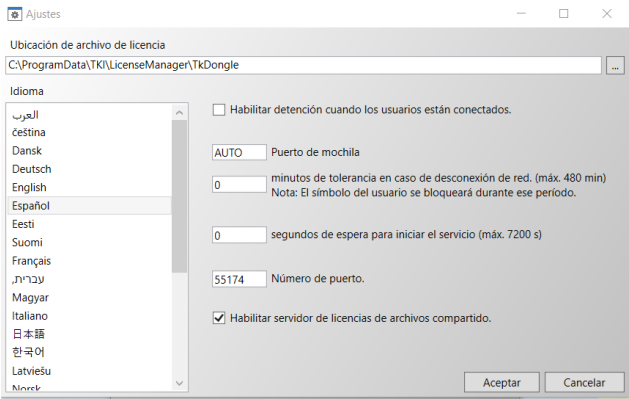 Ajustes
Ubicación de archivo de licencia
C:\ProgramData\TKI\LicenseManager\TkDongle
...
Idioma
العرب
čeština
Dansk
Deutsch
English
Español
Eesti
Suomi
Français
עברית,
Magyar
Italiano
日本語
한국어
Latviešu
Norsk
Habilitar detención cuando los usuarios están conectados.
AUTO Puerto de mochila
0 minutos de tolerancia en caso de desconexión de red. (máx. 480 min)
Nota: El símbolo del usuario se bloqueará durante ese período.
0 segundos de espera para iniciar el servicio (máx. 7200 s)
55174 Número de puerto.
Habilitar servidor de licencias de archivos compartido.
Aceptar Cancelar